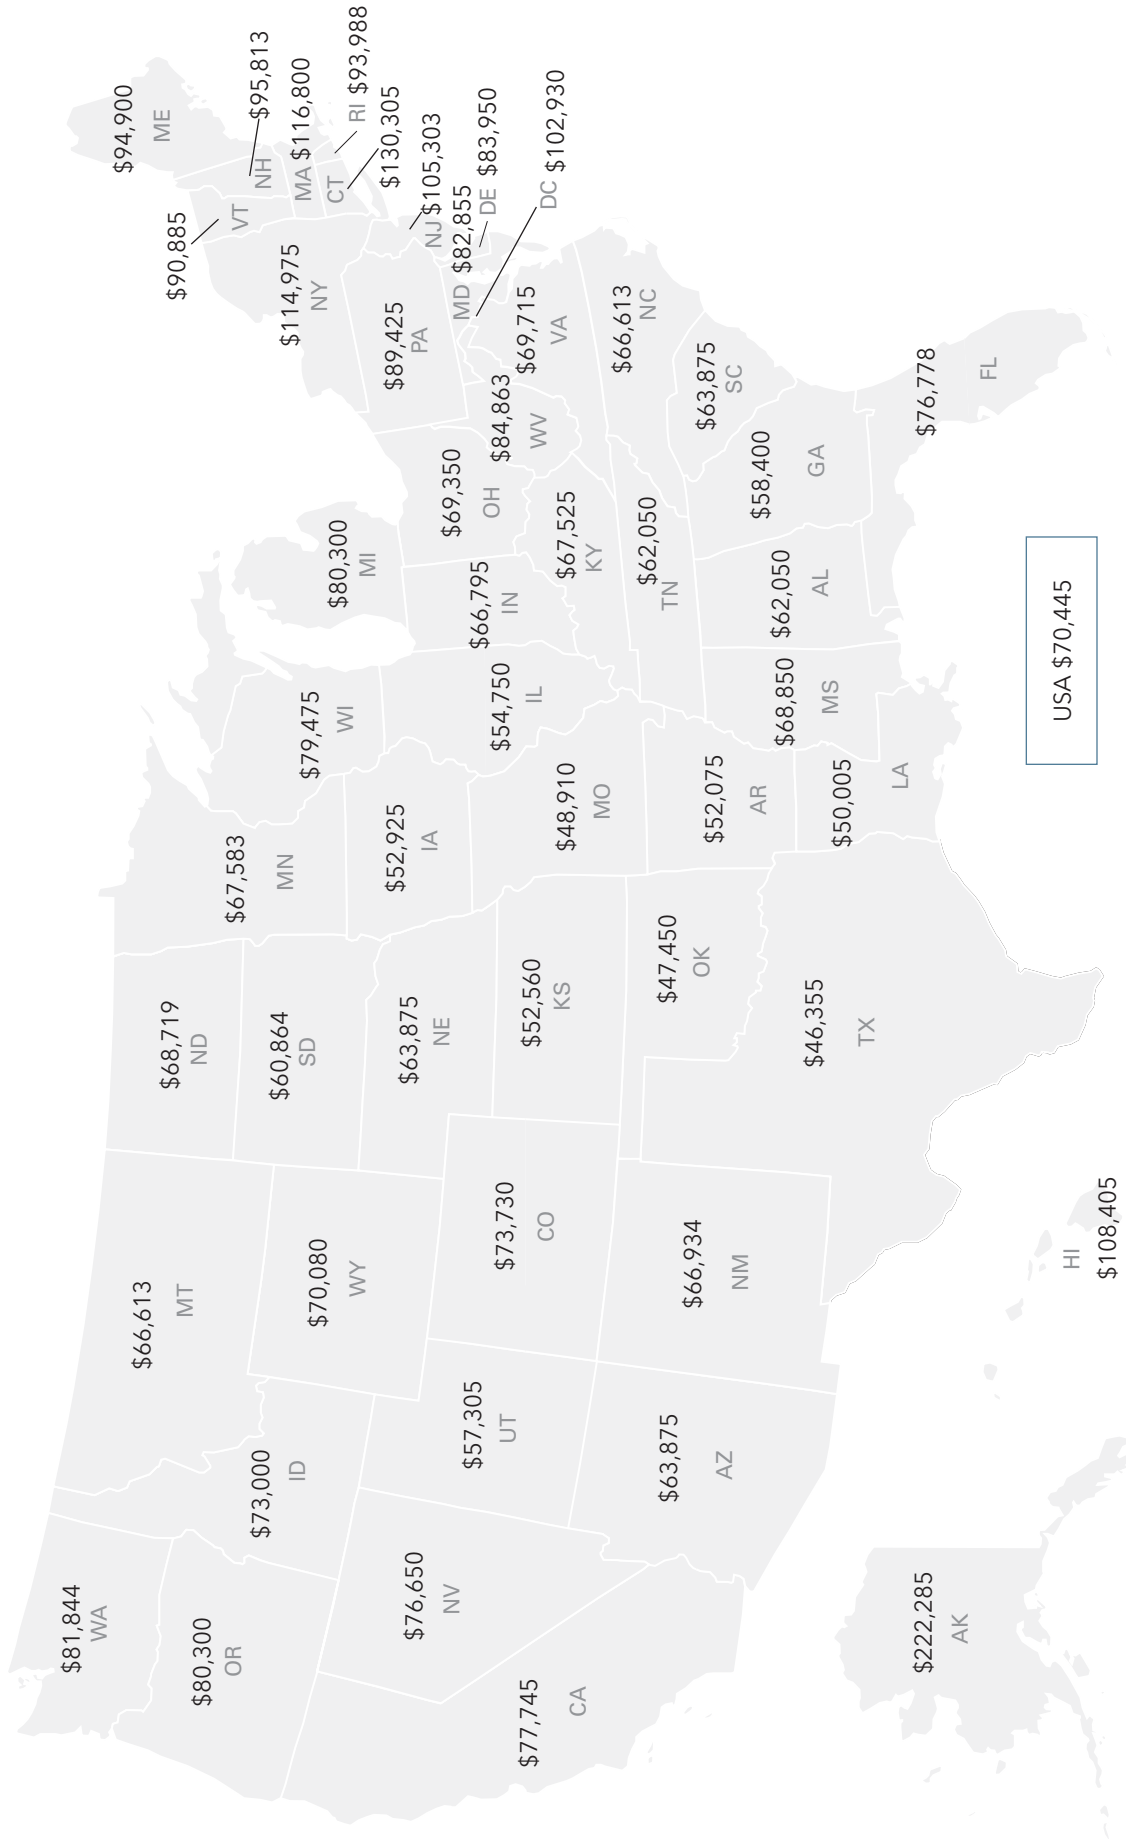 $81,844
WA
$80,300
OR
$77,745
CA
$76,650
NV
$73,000
ID
$66,613
MT
$70,080
WY
$57,305
UT
$63,875
AZ
$73,730
CO
$66,934
NM
$68,719
ND
$60,864
SD
$63,875
NE
$52,560
KS
$47,450
OK
$46,355
TX
$67,583
MN
$52,925
IA
$48,910
MO
$52,075
AR
$50,005
LA
$79,475
WI
$54,750
IL
$80,300
MI
$66,795
IN
$69,350
OH
$67,525
KY
$62,050
TN
$68,850
MS
$62,050
AL
$58,400
GA
$76,778
FL
$63,875
SC
$66,613
NC
$69,715
VA
$84,863
WV
$89,425
PA
$114,975
NY
$90,885
VT
$94,900
ME
$95,813
NH
MA $116,800
RI $93,988
CT
$130,305
NJ $105,303
MD $82,855
DE $83,950
DC $102,930
$222,285
AK
HI
$108,405
USA $70,445